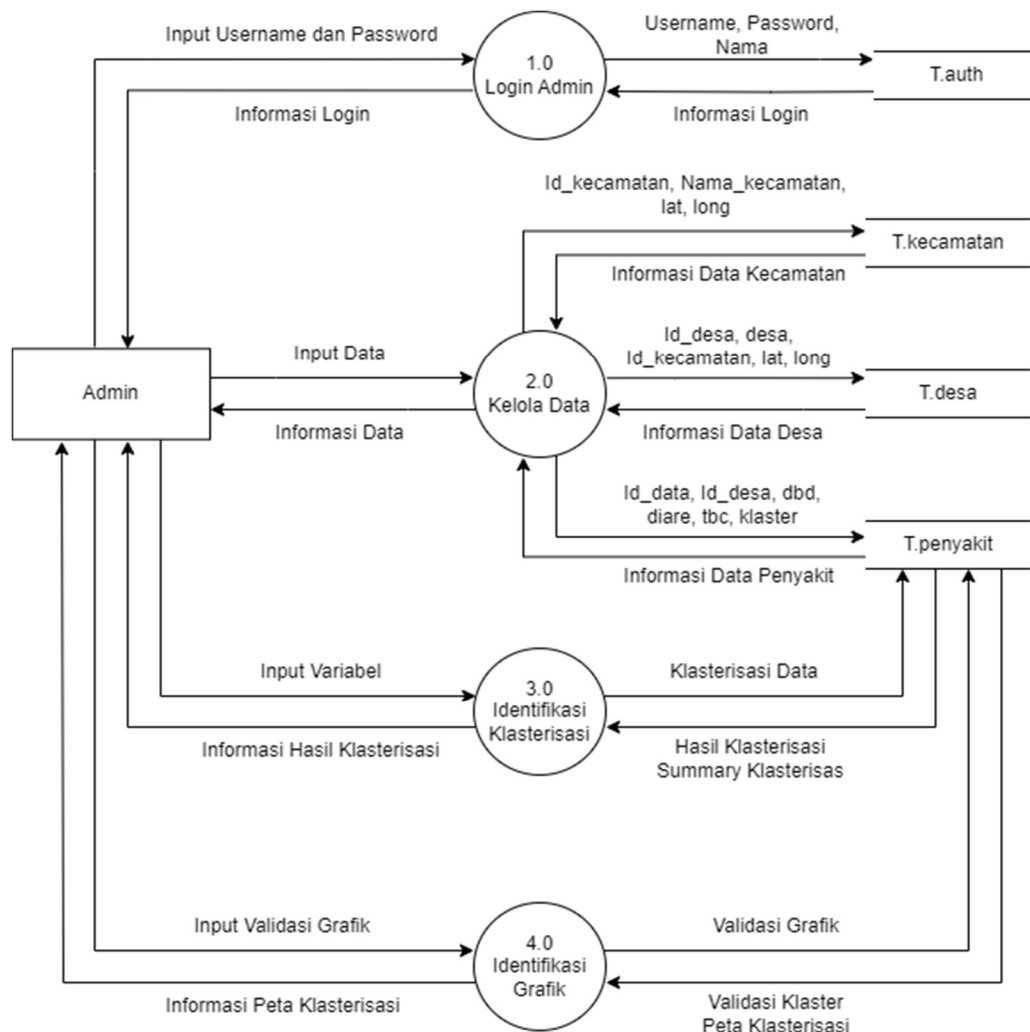 Input Username dan Password
1.0
Login Admin
Username, Password,
Nama
T.auth
Informasi Login
Informasi Login
Id_kecamatan, Nama_kecamatan,
lat, long
T.kecamatan
Informasi Data Kecamatan
Admin
Input Data
2.0
Kelola Data
Id_desa, desa,
Id_kecamatan, lat, long
T.desa
Informasi Data
Informasi Data Desa
Id_data, Id_desa, dbd,
diare, tbc, klaster
T.penyakit
Informasi Data Penyakit
Input Variabel
3.0
Identifikasi
Klasterisasi
Klasterisasi Data
Informasi Hasil Klasterisasi
Hasil Klasterisasi
Summary Klasterisas
Input Validasi Grafik
4.0
Identifikasi
Grafik
Validasi Grafik
Informasi Peta Klasterisasi
Validasi Klaster
Peta Klasterisasi